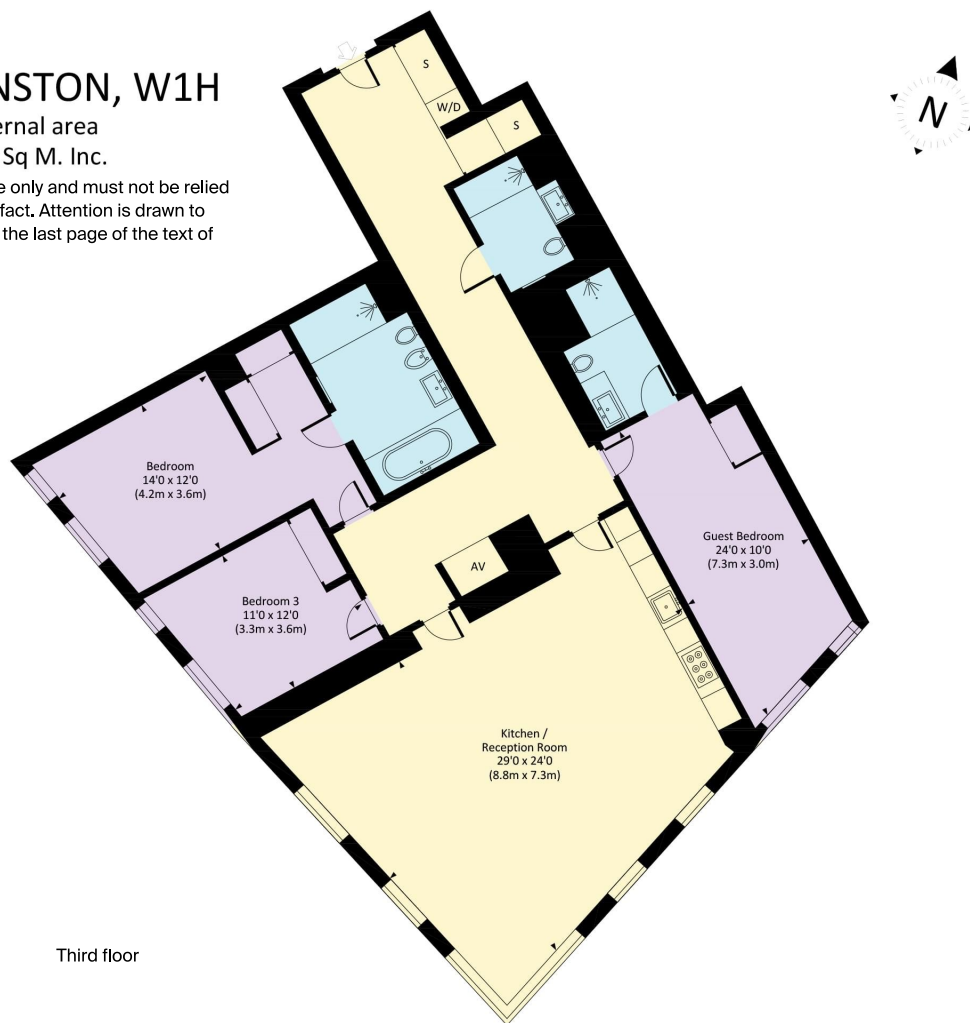 NSTON, W1H
ernal area
Sq M. Inc.
e only and must not be relied
fact. Attention is drawn to
the last page of the text of
N
S
W/D
S
Bedroom
14'0 x 12'0
(4.2m x 3.6m)
Bedroom 3
11'0 x 12'0
(3.3m x 3.6m)
AV
Guest Bedroom
24'0 x 10'0
(7.3m x 3.0m)
Kitchen /
Reception Room
29'0 x 24'0
(8.8m x 7.3m)
Third floor